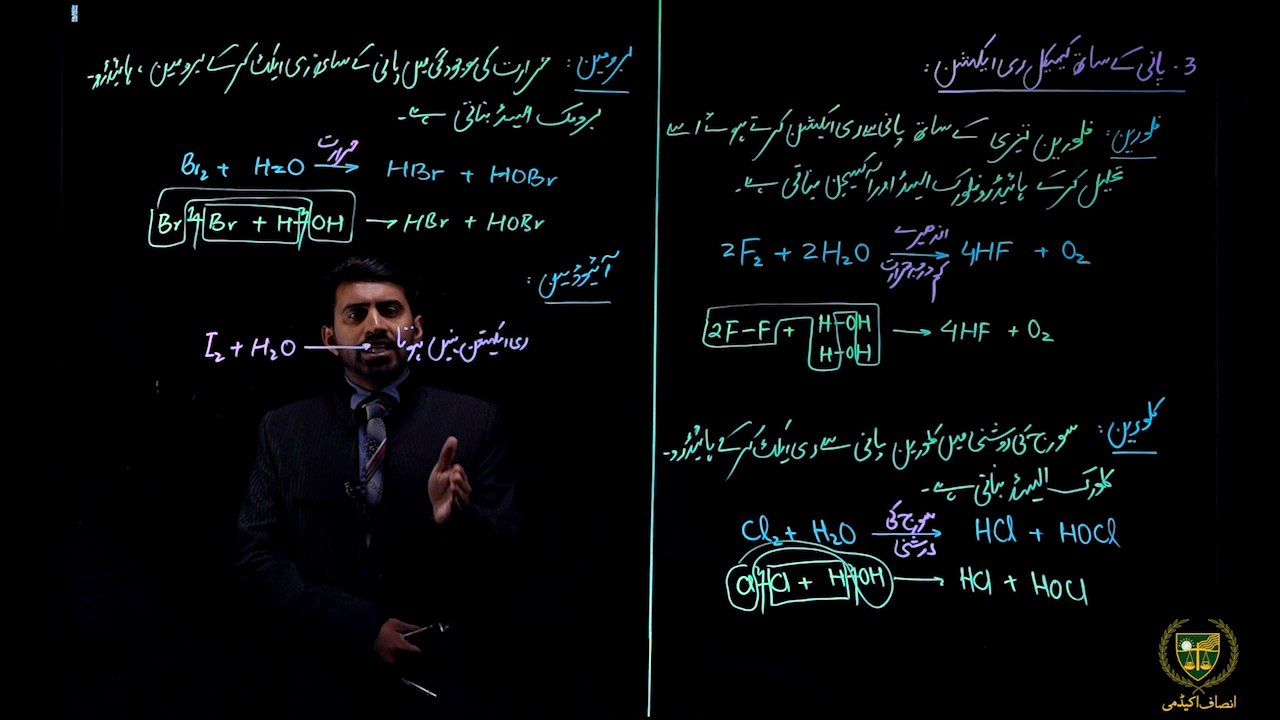 3. پانی کے ساتھ کیمیکل ری ایکشن:
فلورین: فلورین تیزی کے ساتھ پانی سے ری ایکشن کرتے ہوئے اسے
تحلیل کرکے ہائیڈروفلورک ایسڈ اور آکسیجن بناتی ہے۔
اندھیرے
2F₂ + 2H₂O ⟶ 4HF + O₂
کم درجہ حرارت
2F–F + H–O–H ⟶ 4HF + O₂
H–O–H
کلورین: سورج کی روشنی میں کلورین پانی سے ری ایکٹ کرکے ہائیڈرو۔
کلورک ایسڈ بناتی ہے۔
سورج کی
Cl₂ + H₂O ⟶ HCl + HOCl
روشنی
Cl–Cl + H–OH ⟶ HCl + HOCl
برومین: حرارت کی موجودگی میں پانی کے ساتھ ری ایکٹ کرکے برومین، ہائیڈرو۔
برومک ایسڈ بناتی ہے۔
حرارت
Br₂ + H₂O ⟶ HBr + HOBr
Br–Br + H–OH ⟶ HBr + HOBr
آئیوڈین:
I₂ + H₂O ⟶ ری ایکشن نہیں ہوتا
انصاف اکیڈمی